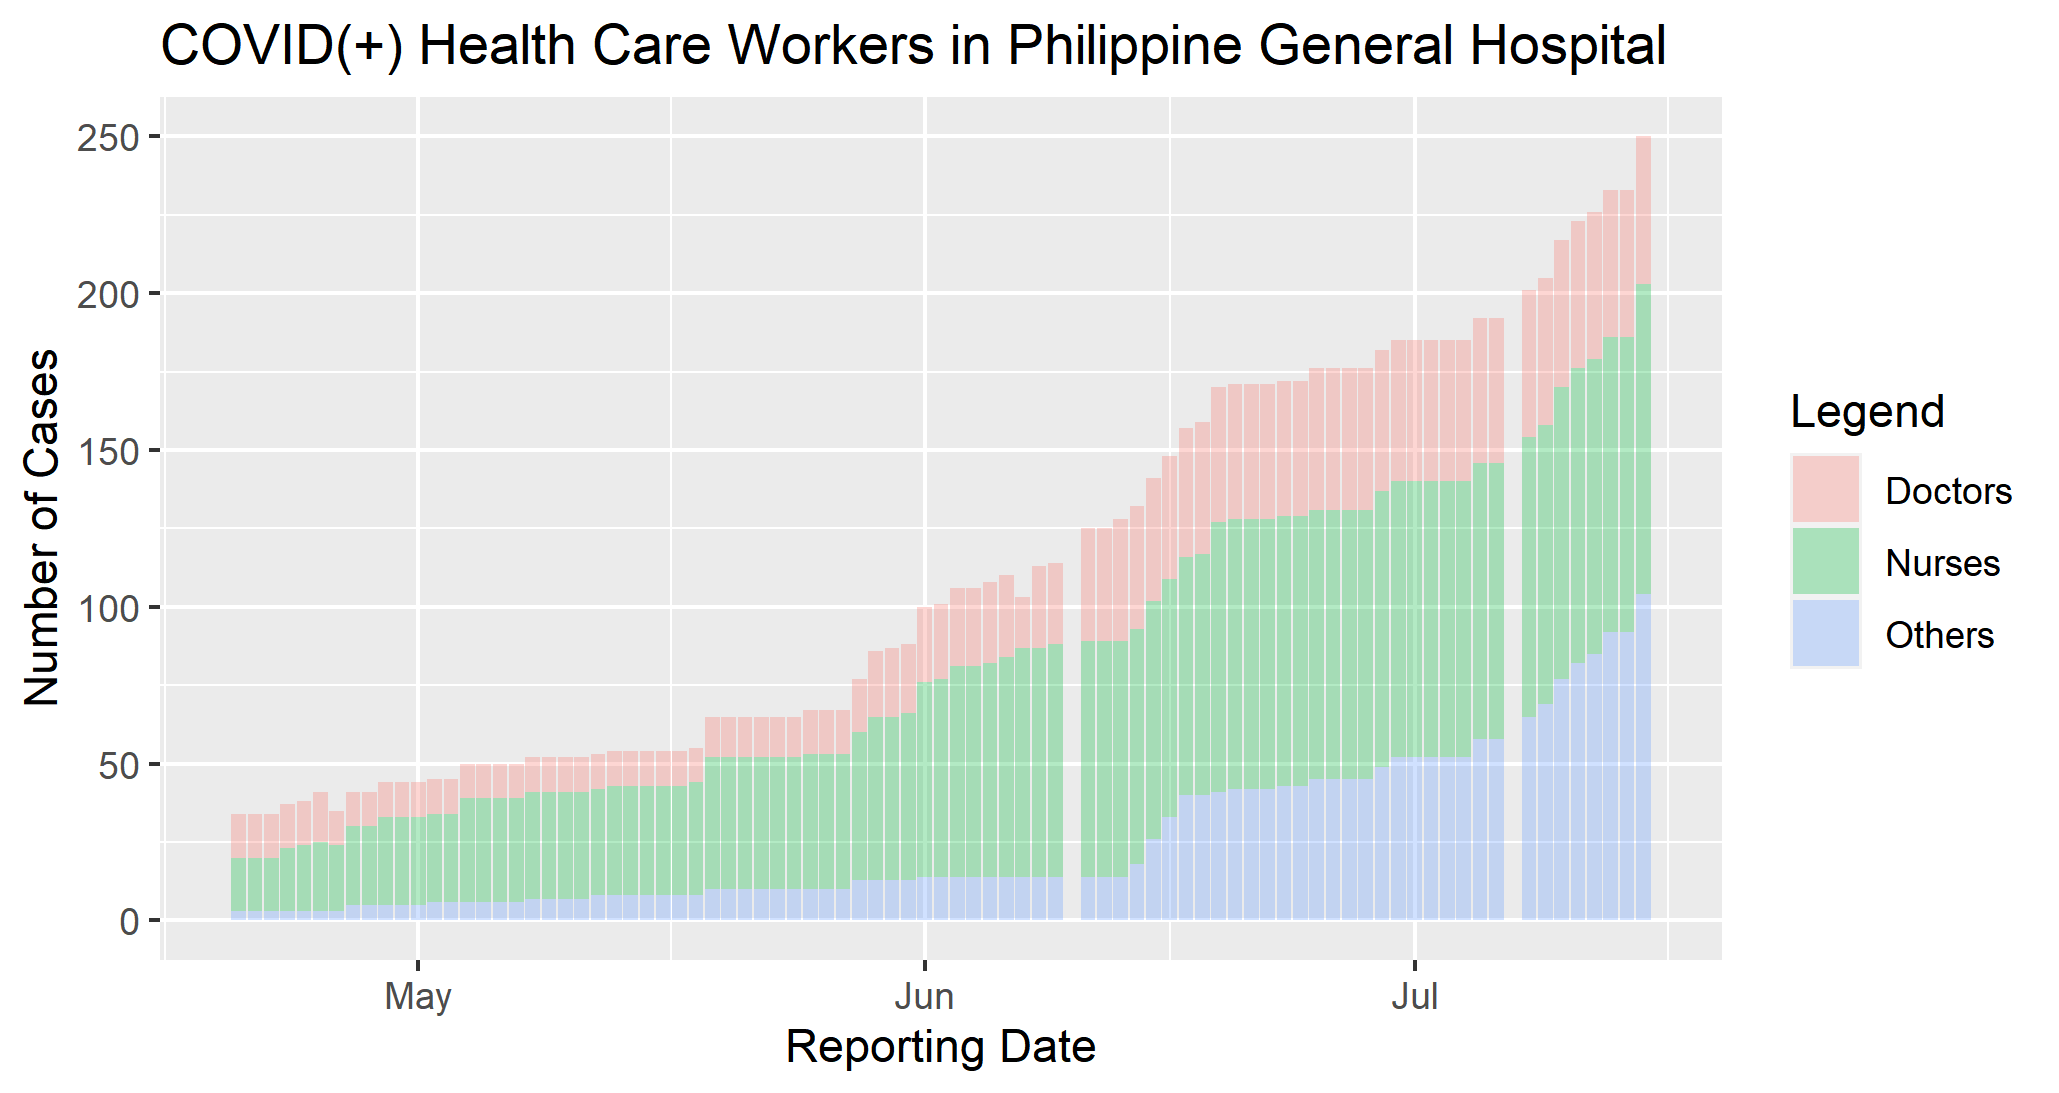 COVID(+) Health Care Workers in Philippine General Hospital
Number of Cases
250
200
150
100
50
0
May
Jun
Jul
Reporting Date
Legend
Doctors
Nurses
Others